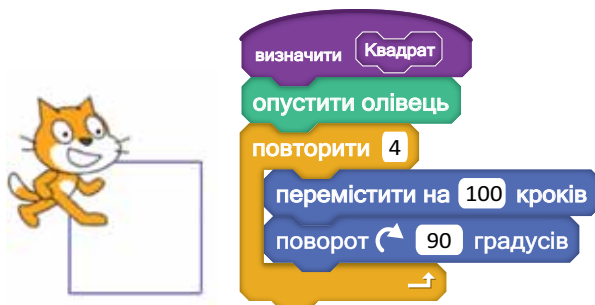 визначити Квадрат
опустити олівець
повторити 4
перемістити на 100 кроків
поворот 90 градусів